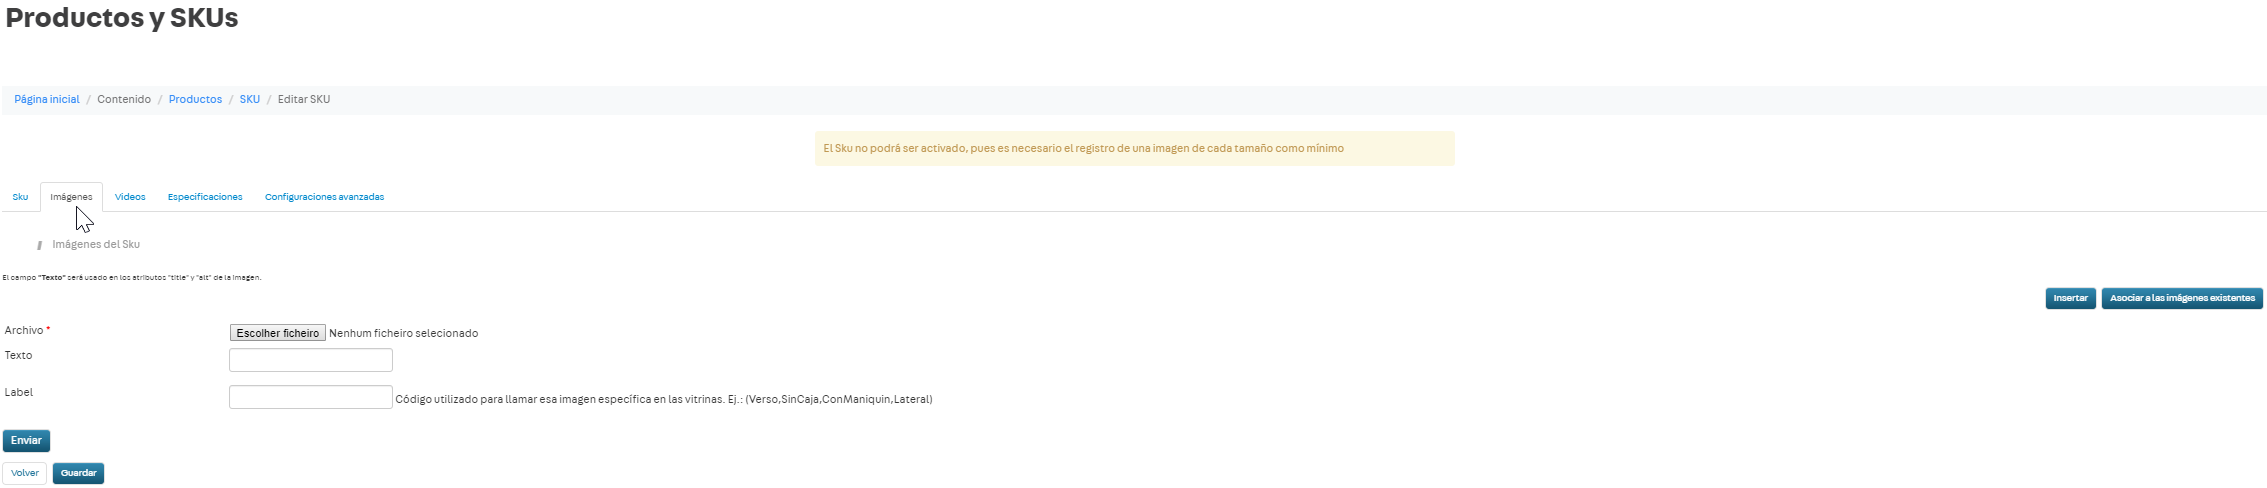 Productos y SKUs
Página inicial / Contenido / Productos / SKU / Editar SKU
El Sku no podrá ser activado, pues es necesario el registro de una imagen de cada tamaño como mínimo
Sku Imágenes Videos Especificaciones Configuraciones avanzadas
Imágenes del Sku
El campo "Texto" será usado en los atributos "title" y "alt" de la imagen.
Insertar Asociar a las imágenes existentes
Archivo * Escolher ficheiro Nenhum ficheiro selecionado
Texto
Label Código utilizado para llamar esa imagen específica en las vitrinas. Ej.: (Verso,SinCaja,ConManiquin,Lateral)
Enviar
Volver Guardar